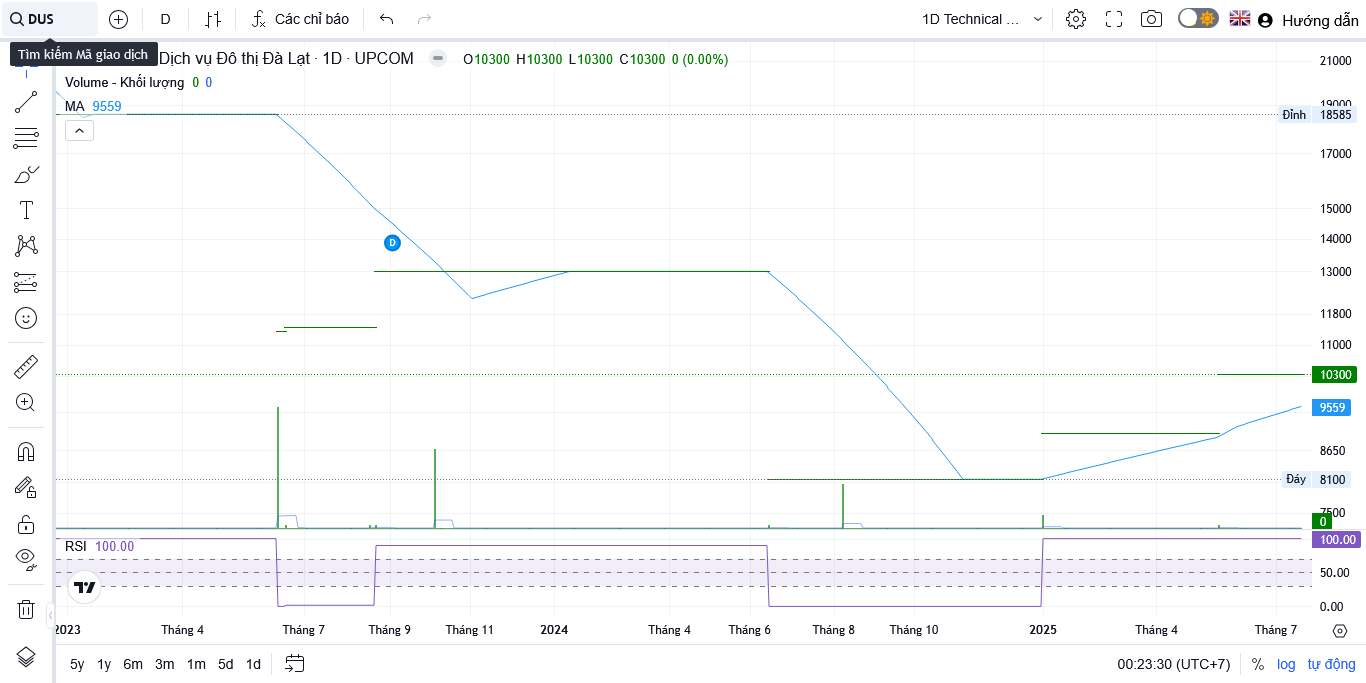 DUS D Các chỉ báo 1D Technical ... Hướng dẫn
Tìm kiếm Mã giao dịch
Dịch vụ Đô thị Đà Lạt · 1D · UPCOM O10300 H10300 L10300 C10300 0 (0.00%)
Volume - Khối lượng 0 0
MA 9559
21000
19000
Đỉnh 18585
17000
15000
14000
D
13000
11800
11000
10300
9559
8650
Đáy 8100
7500
0
RSI 100.00
100.00
50.00
0.00
2023 Tháng 4 Tháng 7 Tháng 9 Tháng 11 2024 Tháng 4 Tháng 6 Tháng 8 Tháng 10 2025 Tháng 4 Tháng 7
5y 1y 6m 3m 1m 5d 1d 00:23:30 (UTC+7) % log tự động